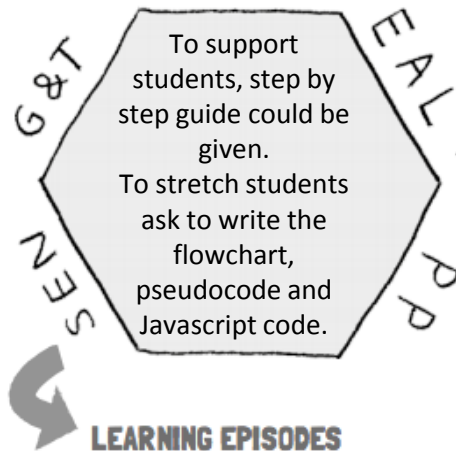 G&T
EAL
To support
students, step by
step guide could be
given.
To stretch students
ask to write the
flowchart,
pseudocode and
Javascript code.
SEN
PP
LEARNING EPISODES